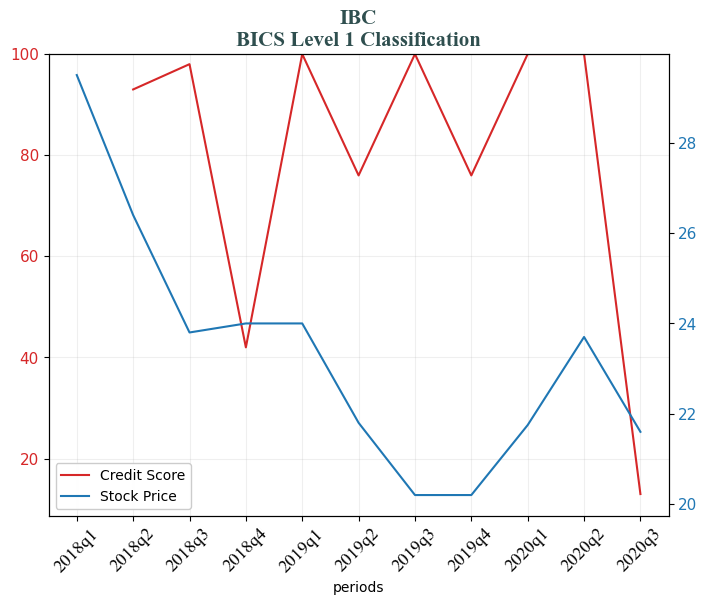 IBC
BICS Level 1 Classification
100
80
60
40
20
28
26
24
22
20
Credit Score
Stock Price
2018q1
2018q2
2018q3
2018q4
2019q1
2019q2
2019q3
2019q4
2020q1
2020q2
2020q3
periods